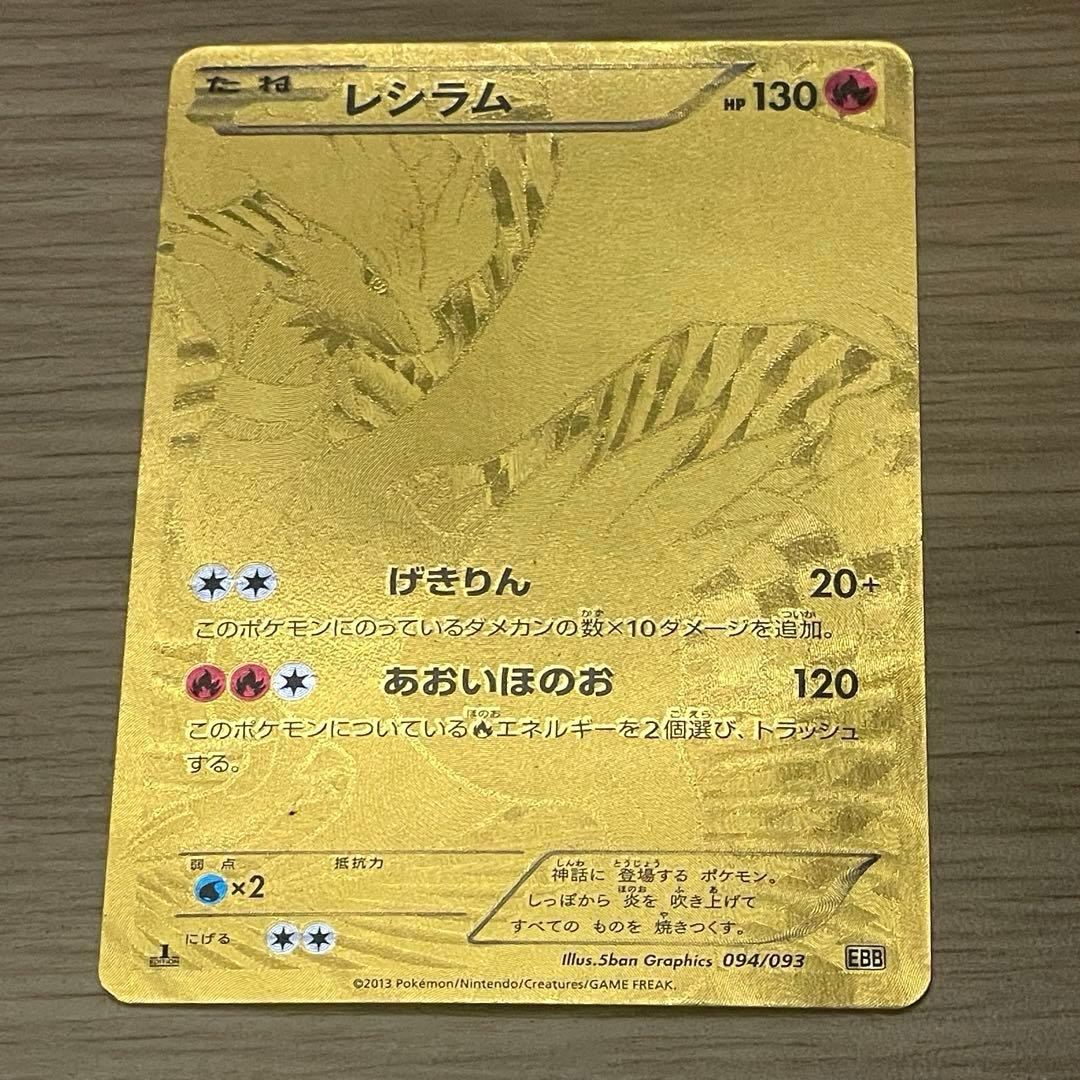 たね レシラム HP130
げきりん 20+
このポケモンにのっているダメカンの数×10ダメージを追加。
あおいほのお 120
このポケモンについているエネルギーを2個選び、トラッシュ
する。
弱点 抵抗力
×2
にげる
神話に 登場する ポケモン。
しっぽから 炎を 吹き上げて
すべての ものを 焼きつくす。
1 EDITION
Illus.5ban Graphics 094/093 EBB
©2013 Pokémon/Nintendo/Creatures/GAME FREAK.